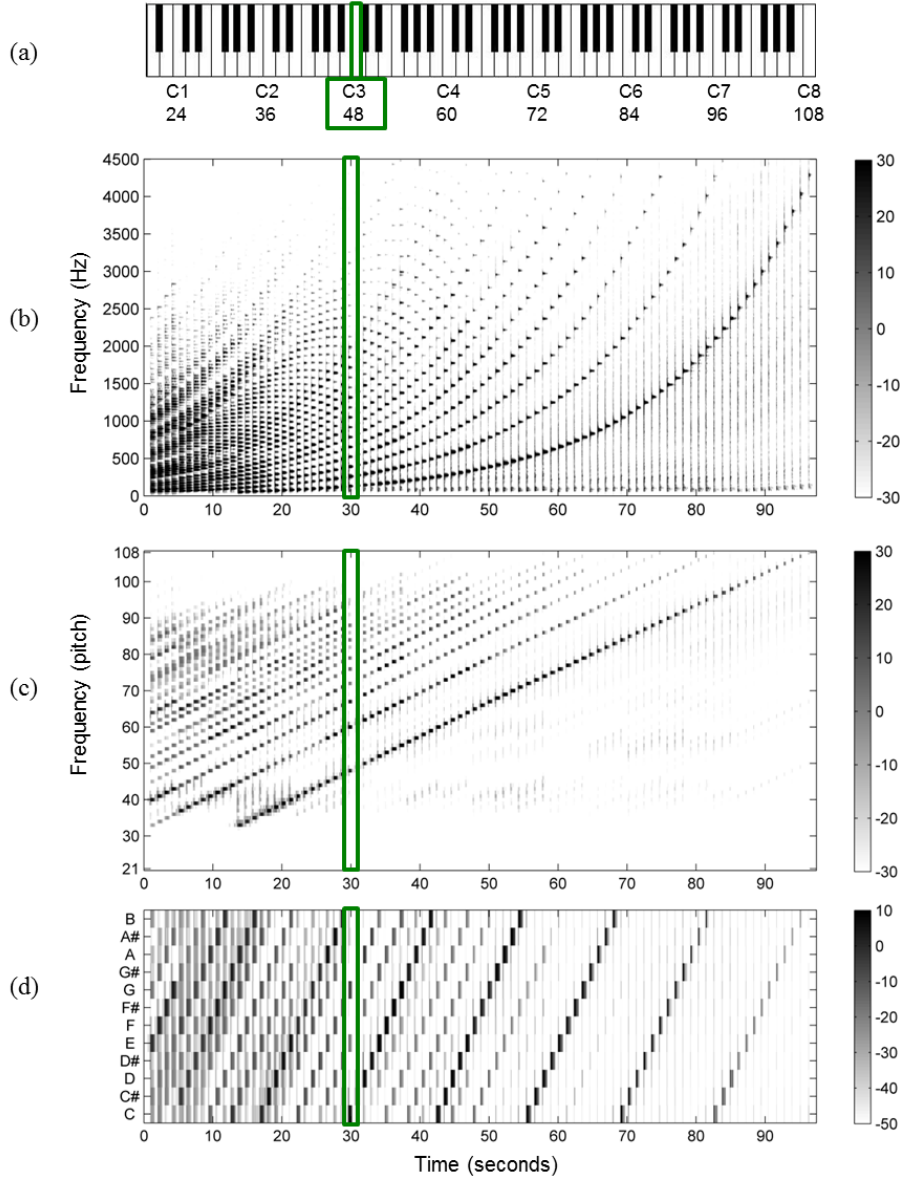 (a)
C1 C2 C3 C4 C5 C6 C7 C8
24 36 48 60 72 84 96 108
(b)
Frequency (Hz)
4500
4000
3500
3000
2500
2000
1500
1000
500
0
0 10 20 30 40 50 60 70 80 90
30
20
10
0
-10
-20
-30
(c)
Frequency (pitch)
108
100
90
80
70
60
50
40
30
21
0 10 20 30 40 50 60 70 80 90
30
20
10
0
-10
-20
-30
(d)
B
A#
A
G#
G
F#
F
E
D#
D
C#
C
0 10 20 30 40 50 60 70 80 90
10
0
-10
-20
-30
-40
-50
Time (seconds)